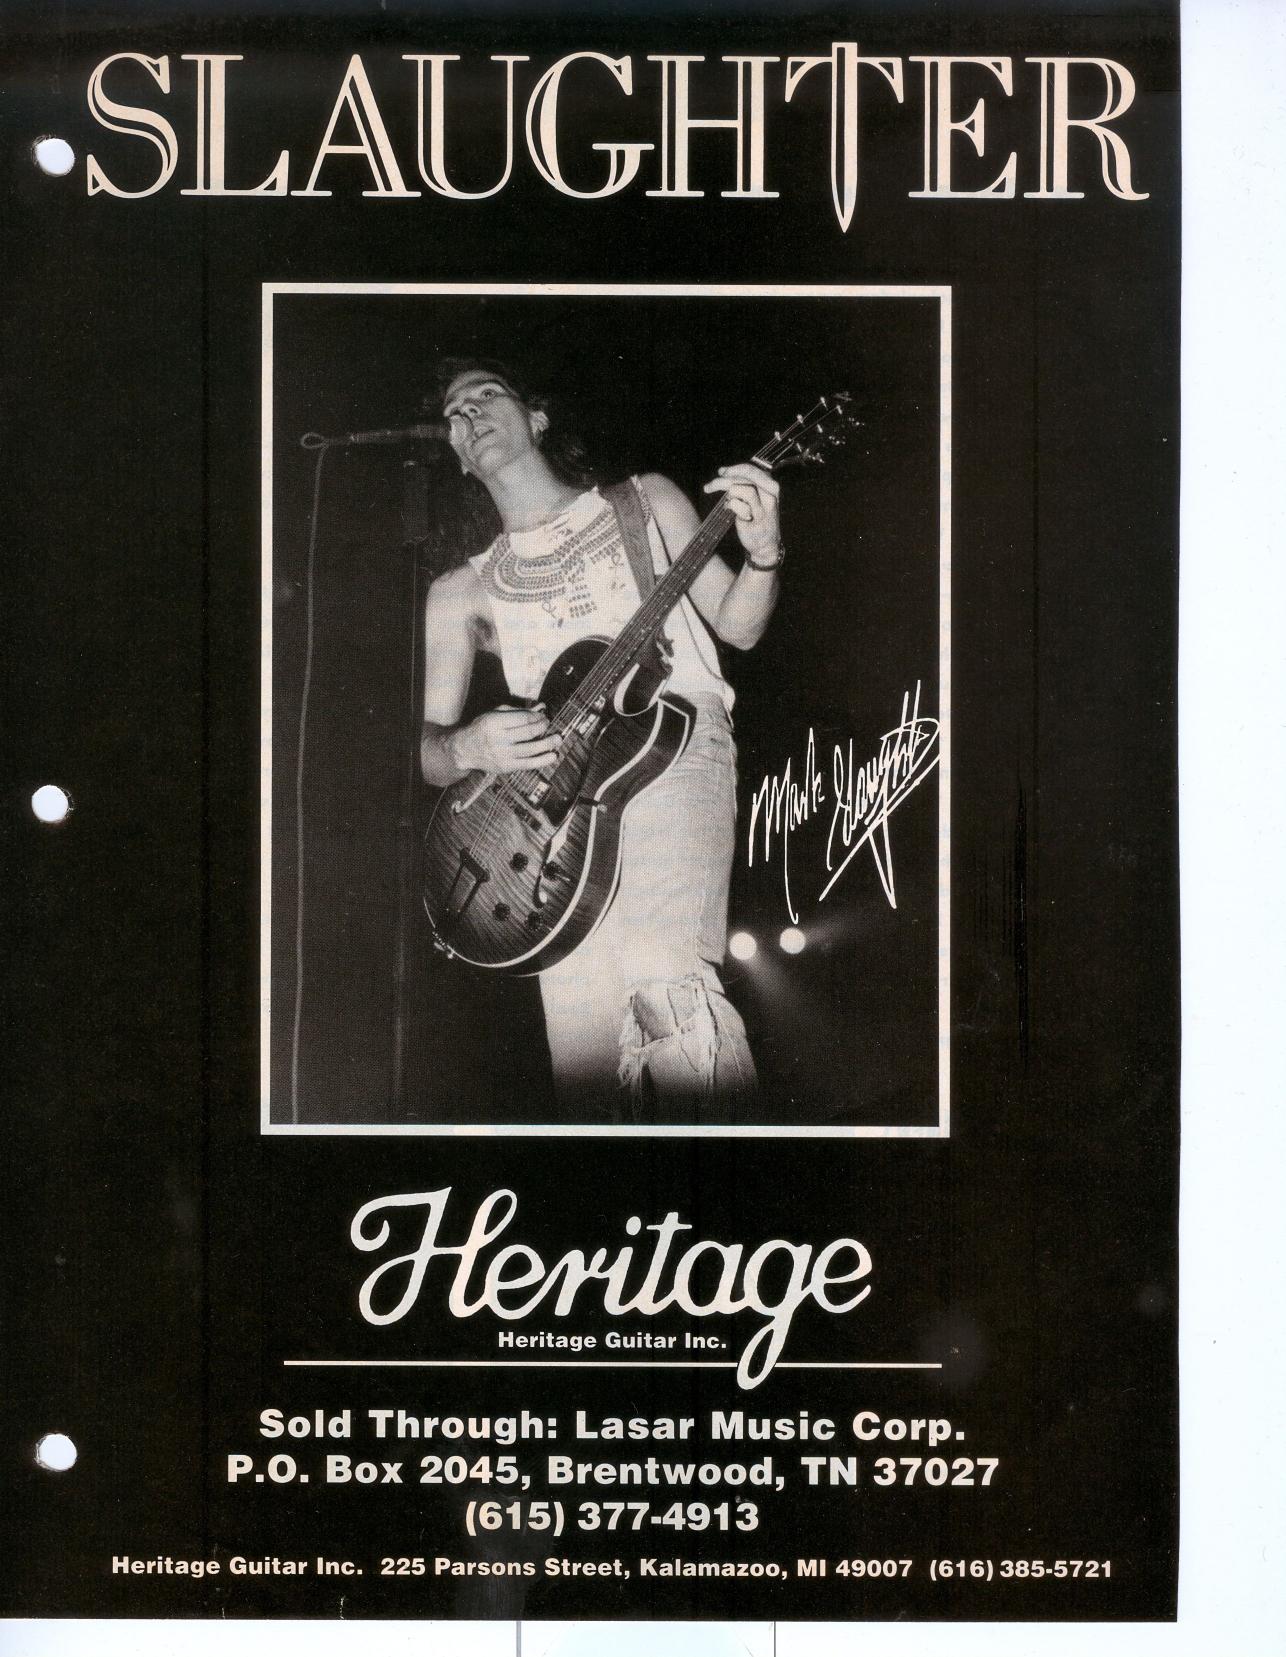 SLAUGHTER
Mark Slaughter
Heritage
Heritage Guitar Inc.
Sold Through: Lasar Music Corp.
P.O. Box 2045, Brentwood, TN 37027
(615) 377-4913
Heritage Guitar Inc. 225 Parsons Street, Kalamazoo, MI 49007 (616) 385-5721